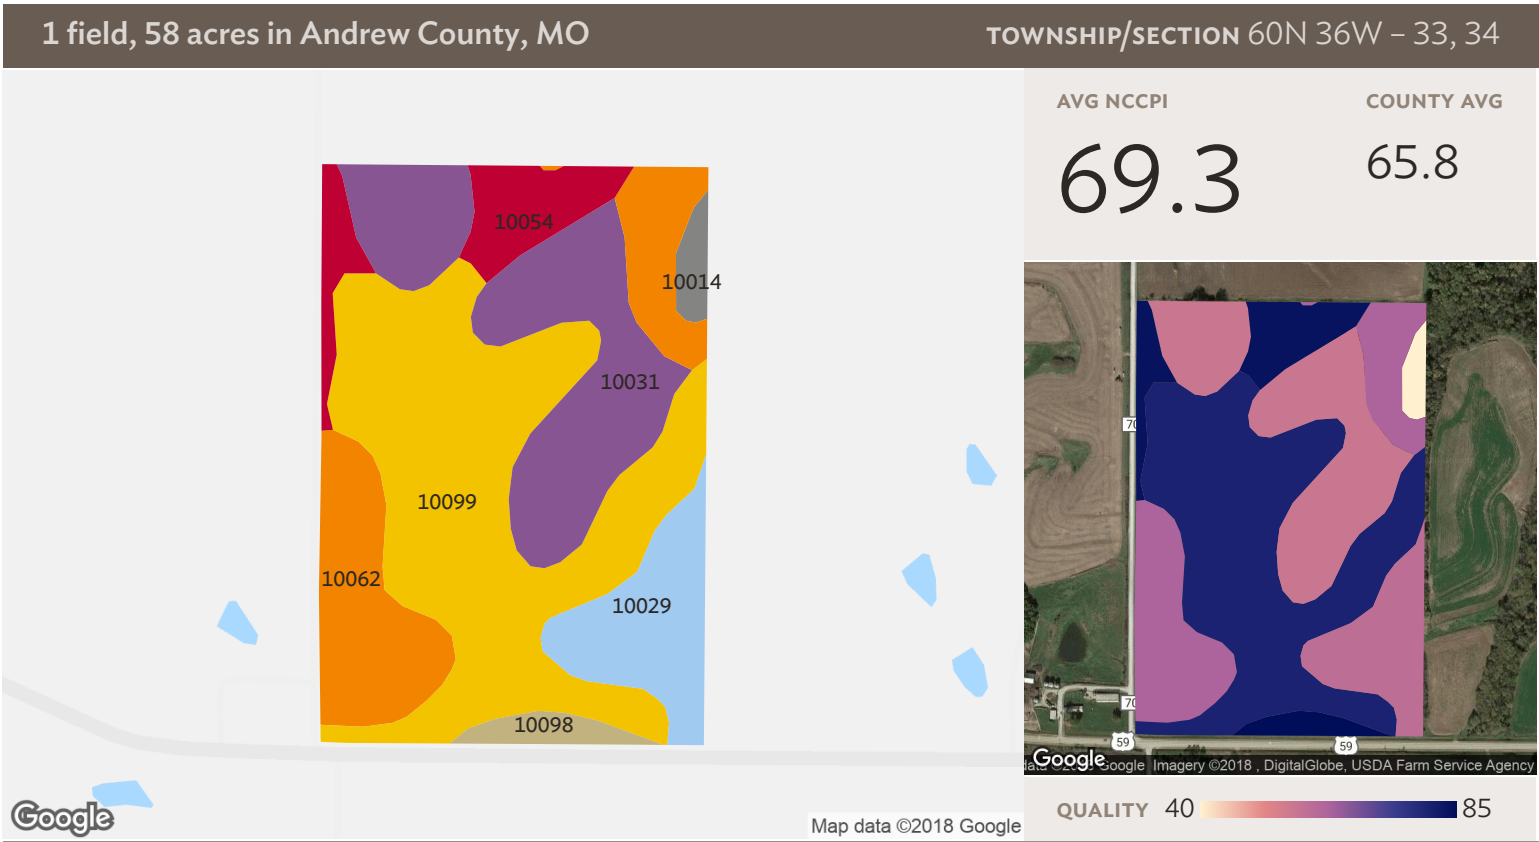 1 field, 58 acres in Andrew County, MO
TOWNSHIP/SECTION 60N 36W – 33, 34
AVG NCCPI
COUNTY AVG
69.3
65.8
10054
10014
10031
10099
10062
10029
10098
Google
Map data ©2018 Google
70
70
59
59
Google
Google Imagery ©2018 , DigitalGlobe, USDA Farm Service Agency
QUALITY 40 85